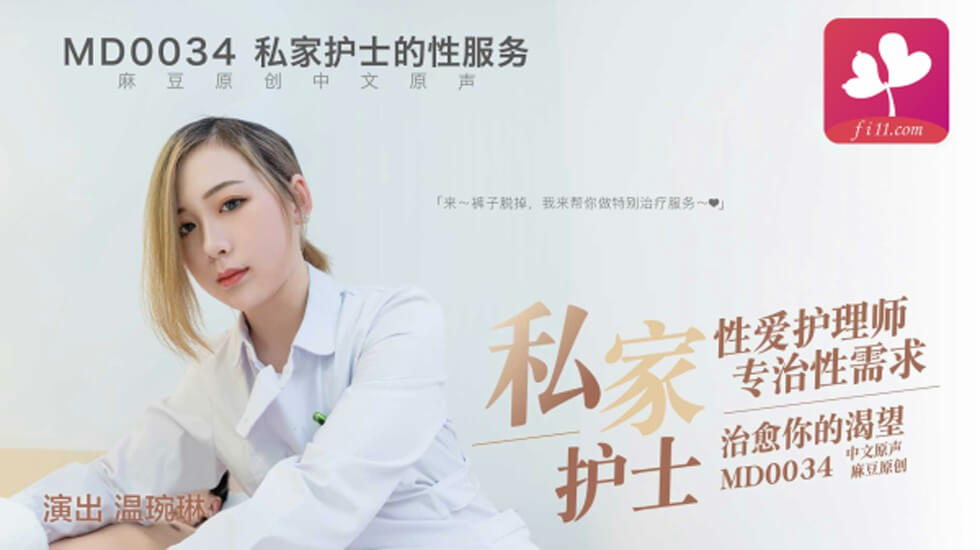 MD0034 私家护士的性服务
麻豆原创中文原声
fi11.com
「来～裤子脱掉，我来帮你做特别治疗服务～❤」
私家
护士
性爱护理师
专治性需求
治愈你的渴望
MD0034
中文原声
麻豆原创
演出 温琬琳